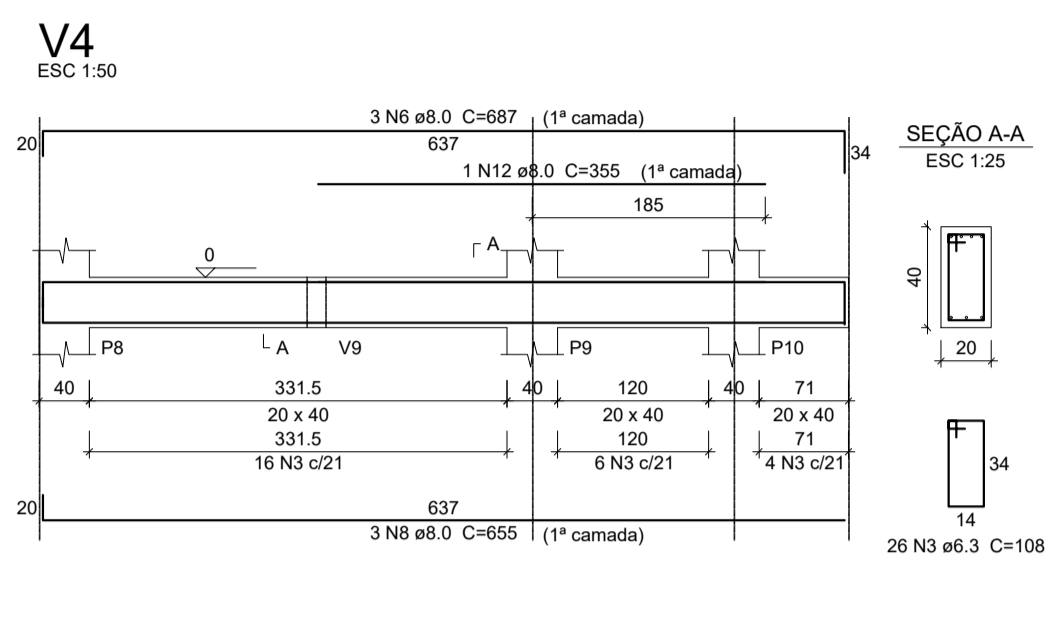 V4
ESC 1:50
3 N6 ø8.0 C=687 (1ª camada)
20
637
34
1 N12 ø8.0 C=355 (1ª camada)
185
A
0
P8
A
V9
P9
P10
40
331.5
40
120
40
71
20 x 40
20 x 40
20 x 40
331.5
120
71
16 N3 c/21
6 N3 c/21
4 N3 c/21
20
637
3 N8 ø8.0 C=655 (1ª camada)
SEÇÃO A-A
ESC 1:25
40
20
34
14
26 N3 ø6.3 C=108